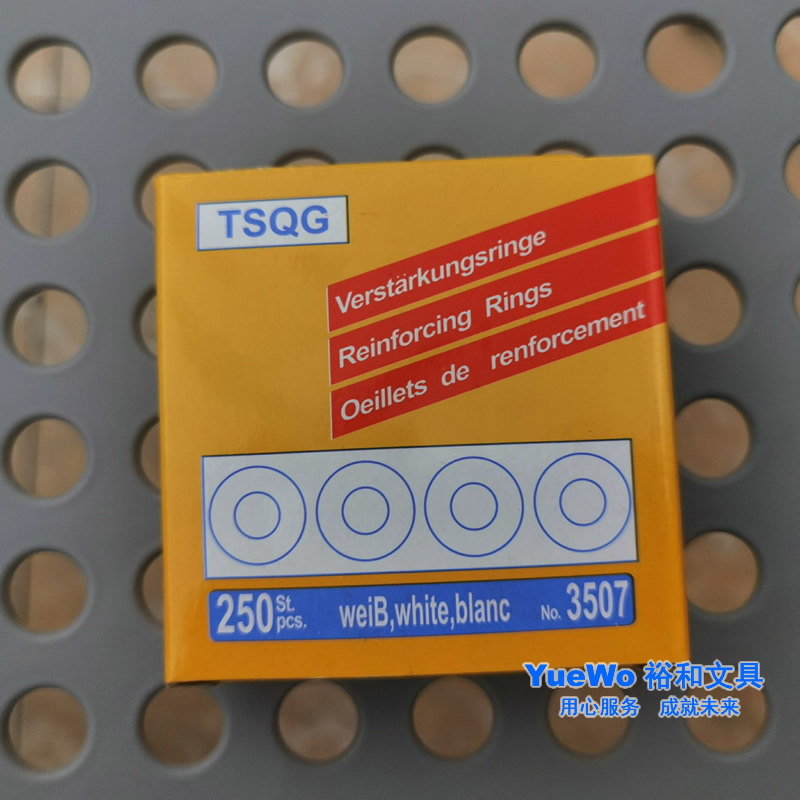 TSQG
Verstärkungsringe
Reinforcing Rings
Oeillets de renforcement
250 St. pcs. weiB,white,blanc No. 3507
YueWo 裕和文具
用心服务 成就未来